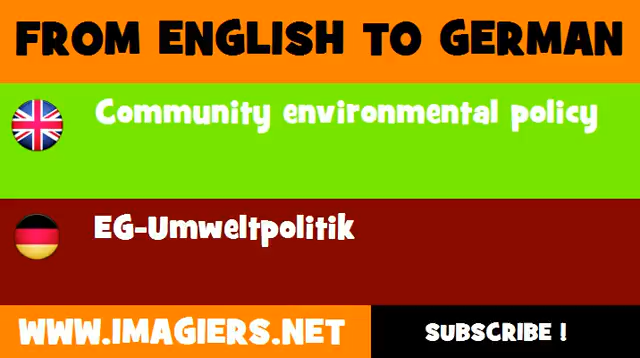 FROM ENGLISH TO GERMAN
Community environmental policy
EG-Umweltpolitik
WWW.IMAGIERS.NET
SUBSCRIBE !